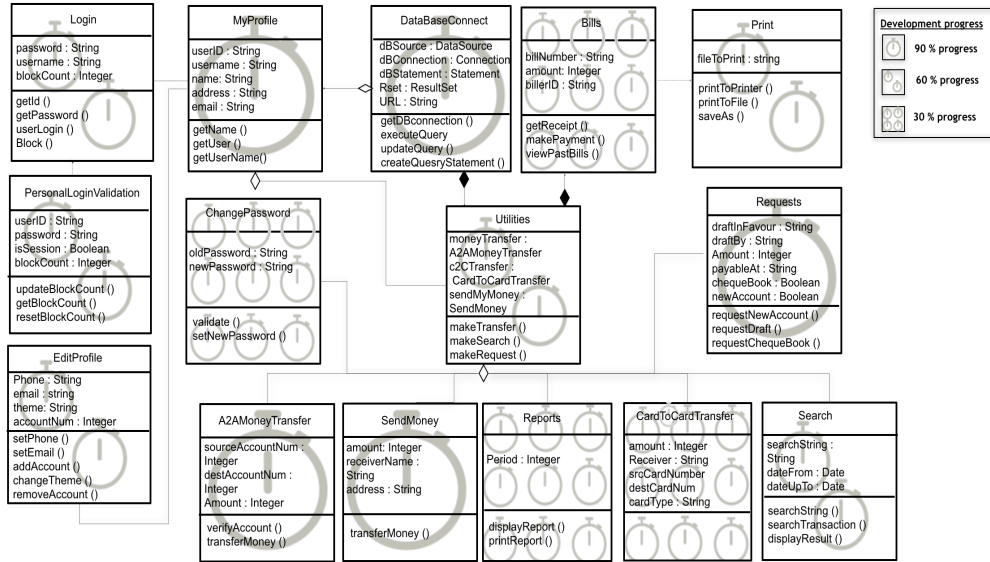 Login
password : String
username : String
blockCount : Integer
getId ()
getPassword ()
userLogin ()
Block ()
MyProfile
userID : String
username : String
name: String
address : String
email : String
getName ()
getUser ()
getUserName()
DataBaseConnect
dBSource : DataSource
dBConnection : Connection
dBStatement : Statement
Rset : ResultSet
URL : String
getDBconnection ()
executeQuery
updateQuery ()
createQuesryStatement ()
Bills
billNumber : String
amount: Integer
billerID : String
getReceipt ()
makePayment ()
viewPastBills ()
Print
fileToPrint : string
printToPrinter ()
printToFile ()
saveAs ()
Development progress
90 % progress
60 % progress
30 % progress
PersonalLoginValidation
userID : String
password : String
isSession : Boolean
blockCount : Integer
updateBlockCount ()
getBlockCount ()
resetBlockCount ()
ChangePassword
oldPassword : String
newPassword : String
validate ()
setNewPassword ()
Utilities
moneyTransfer :
A2AMoneyTransfer
c2CTransfer :
CardToCardTransfer
sendMyMoney :
SendMoney
makeTransfer ()
makeSearch ()
makeRequest ()
Requests
draftInFavour : String
draftBy : String
Amount : Integer
payableAt : String
chequeBook : Boolean
newAccount : Boolean
requestNewAccount ()
requestDraft ()
requestChequeBook ()
EditProfile
Phone : String
email : string
theme: String
accountNum : Integer
setPhone ()
setEmail ()
addAccount ()
changeTheme ()
removeAccount ()
A2AMoneyTransfer
sourceAccountNum :
Integer
destAccountNum :
Integer
Amount : Integer
verifyAccount ()
transferMoney ()
SendMoney
amount: Integer
receiverName :
String
address : String
transferMoney ()
Reports
Period : Integer
displayReport ()
printReport ()
CardToCardTransfer
amount : Integer
Receiver : String
srcCardNumber
destCardNum
cardType : String
Search
searchString :
String
dateFrom : Date
dateUpTo : Date
searchString ()
searchTransaction ()
displayResult ()